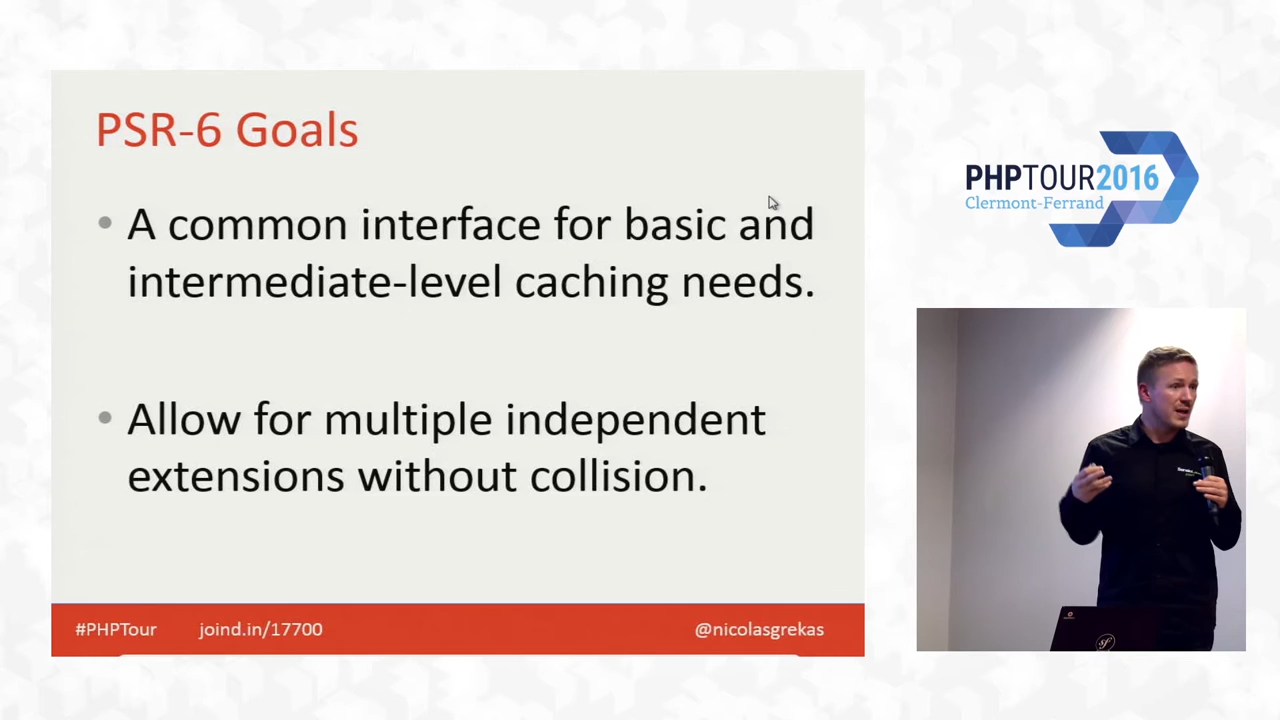 PSR-6 Goals
• A common interface for basic and
intermediate-level caching needs.
• Allow for multiple independent
extensions without collision.
#PHPTour joind.in/17700 @nicolasgrekas
PHPTOUR2016
Clermont-Ferrand